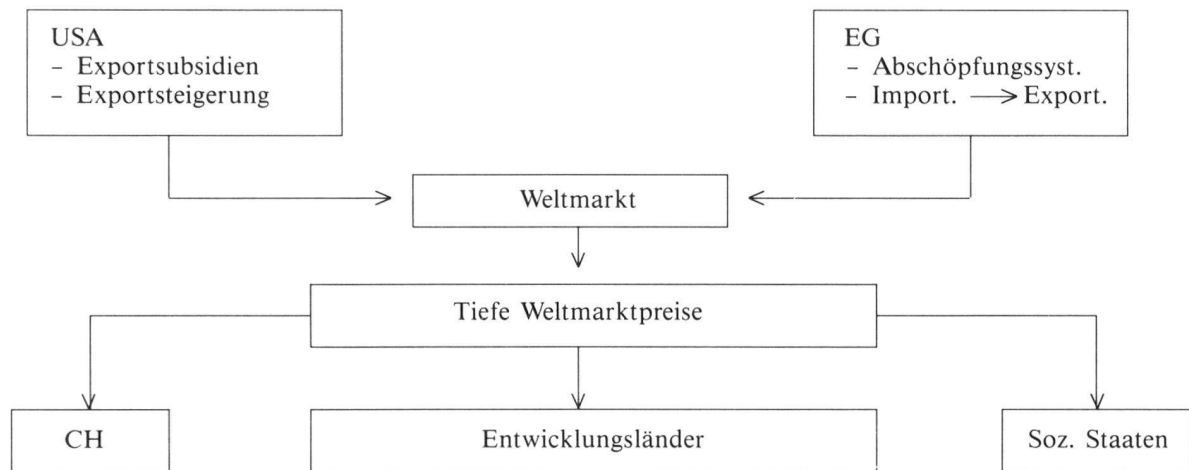 USA
– Exportsubsidien
– Exportsteigerung
EG
– Abschöpfungssyst.
– Import. ⟶ Export.
Weltmarkt
Tiefe Weltmarktpreise
CH
Entwicklungsländer
Soz. Staaten